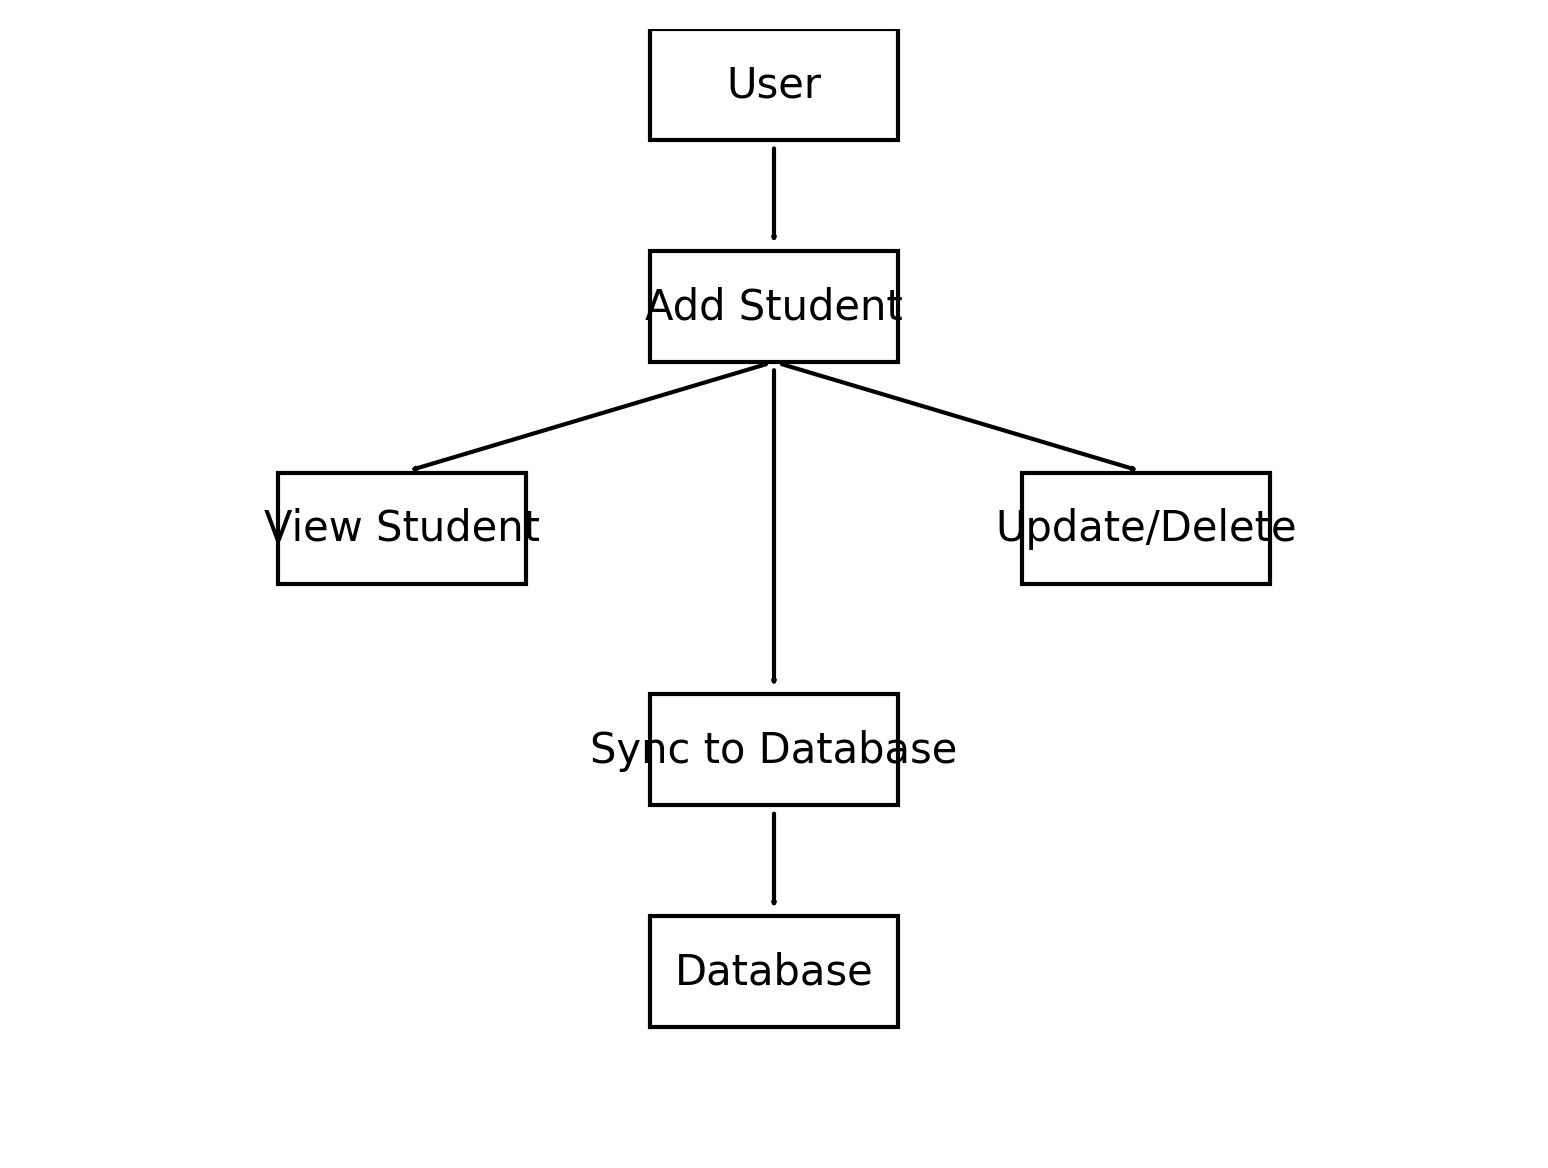 User
Add Student
View Student
Update/Delete
Sync to Database
Database